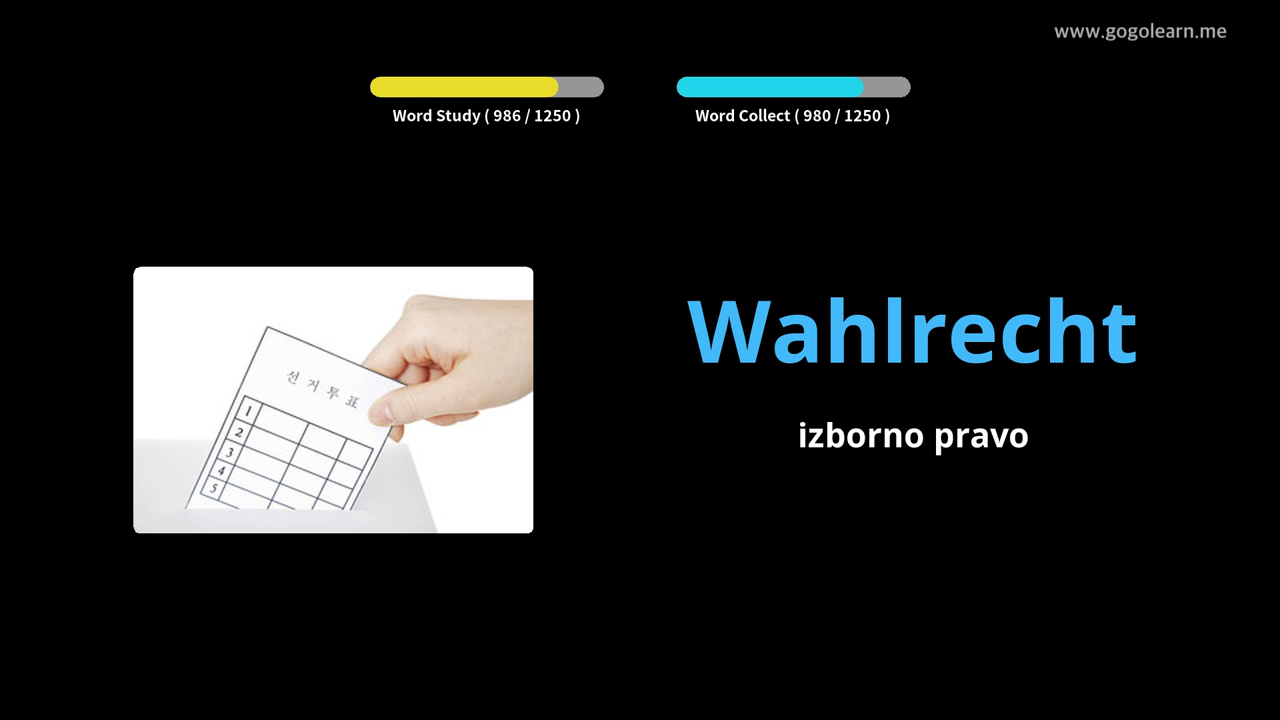 www.gogolearn.me
Word Study ( 986 / 1250 )
Word Collect ( 980 / 1250 )
선거투표
1
2
3
4
5
Wahlrecht
izborno pravo